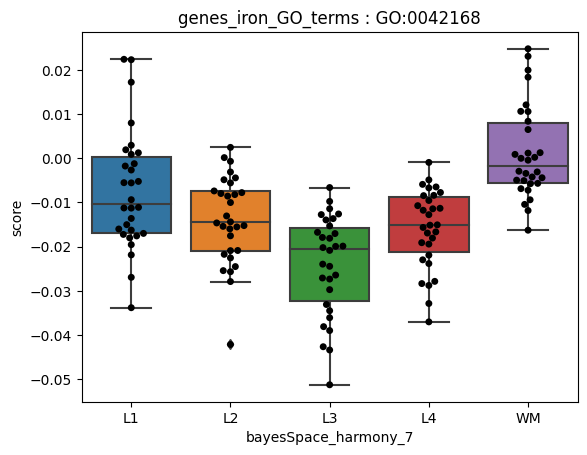 genes_iron_GO_terms : GO:0042168
0.02
0.01
0.00
−0.01
−0.02
−0.03
−0.04
−0.05
score
L1 L2 L3 L4 WM
bayesSpace_harmony_7